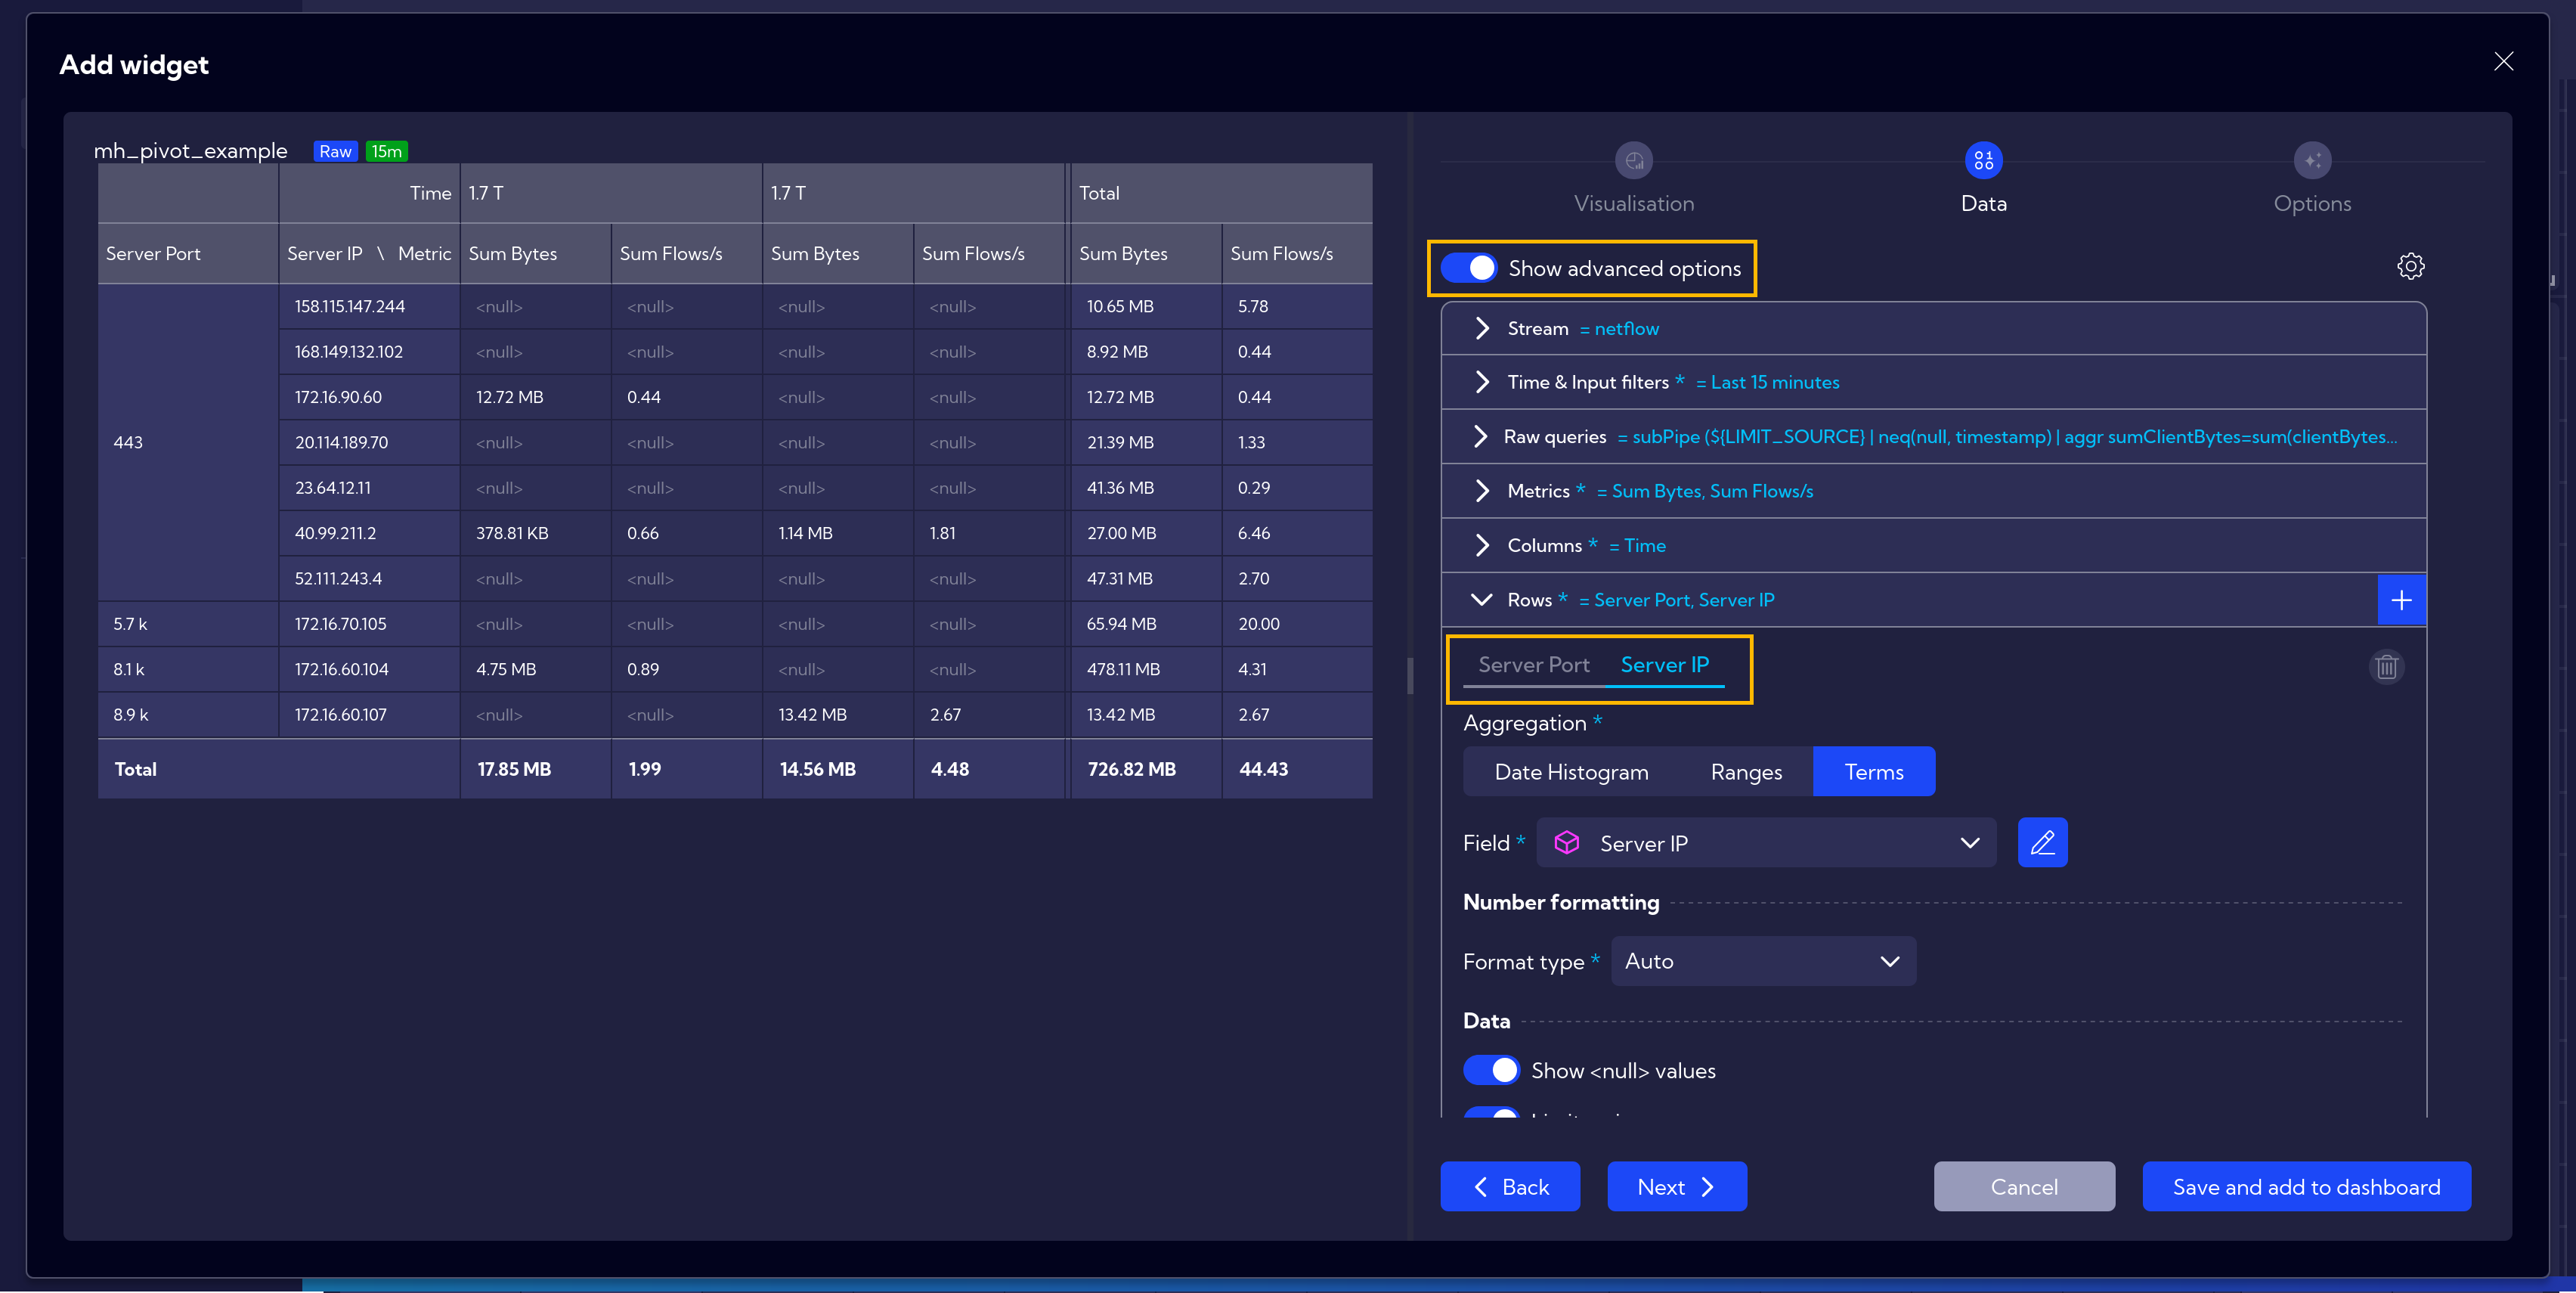 Add widget
mh_pivot_example Raw 15m
Time 1.7 T 1.7 T Total
Server Port Server IP \ Metric Sum Bytes Sum Flows/s Sum Bytes Sum Flows/s Sum Bytes Sum Flows/s
158.115.147.244 <null> <null> <null> <null> 10.65 MB 5.78
168.149.132.102 <null> <null> <null> <null> 8.92 MB 0.44
172.16.90.60 12.72 MB 0.44 <null> <null> 12.72 MB 0.44
443 20.114.189.70 <null> <null> <null> <null> 21.39 MB 1.33
23.64.12.11 <null> <null> <null> <null> 41.36 MB 0.29
40.99.211.2 378.81 KB 0.66 1.14 MB 1.81 27.00 MB 6.46
52.111.243.4 <null> <null> <null> <null> 47.31 MB 2.70
5.7 k 172.16.70.105 <null> <null> <null> <null> 65.94 MB 20.00
8.1 k 172.16.60.104 4.75 MB 0.89 <null> <null> 478.11 MB 4.31
8.9 k 172.16.60.107 <null> <null> 13.42 MB 2.67 13.42 MB 2.67
Total 17.85 MB 1.99 14.56 MB 4.48 726.82 MB 44.43
Visualisation Data Options
Show advanced options
Stream = netflow
Time & Input filters * = Last 15 minutes
Raw queries = subPipe (${LIMIT_SOURCE} | neq(null, timestamp) | aggr sumClientBytes=sum(clientBytes...
Metrics * = Sum Bytes, Sum Flows/s
Columns * = Time
Rows * = Server Port, Server IP
Server Port Server IP
Aggregation *
Date Histogram Ranges Terms
Field * Server IP
Number formatting
Format type * Auto
Data
Show <null> values
Back Next Cancel Save and add to dashboard